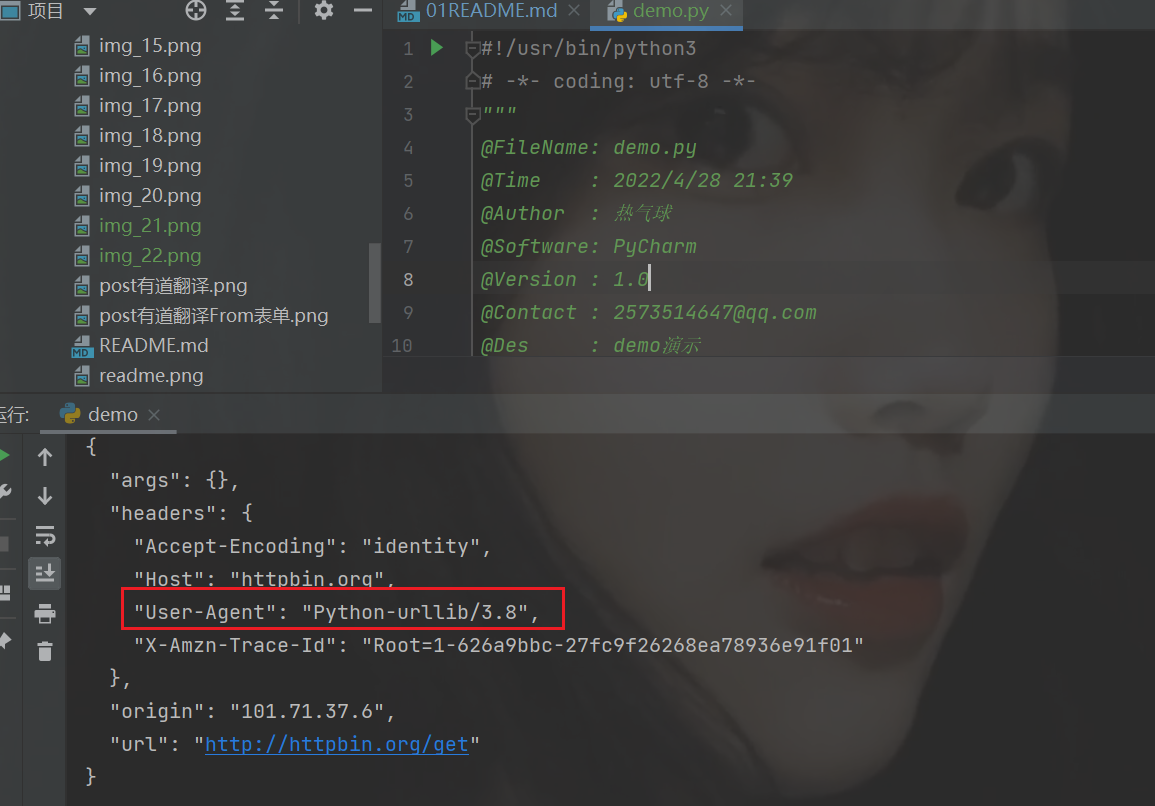 项目
img_15.png
img_16.png
img_17.png
img_18.png
img_19.png
img_20.png
img_21.png
img_22.png
post有道翻译.png
post有道翻译From表单.png
README.md
readme.png
01README.md
demo.py
1 #!/usr/bin/python3
2 # -*- coding: utf-8 -*-
3 """
4 @FileName: demo.py
5 @Time    : 2022/4/28 21:39
6 @Author  : 热气球
7 @Software: PyCharm
8 @Version : 1.0
9 @Contact : 2573514647@qq.com
10 @Des     : demo演示
运行:
demo
{
  "args": {},
  "headers": {
    "Accept-Encoding": "identity",
    "Host": "httpbin.org",
    "User-Agent": "Python-urllib/3.8",
    "X-Amzn-Trace-Id": "Root=1-626a9bbc-27fc9f26268ea78936e91f01"
  },
  "origin": "101.71.37.6",
  "url": "http://httpbin.org/get"
}